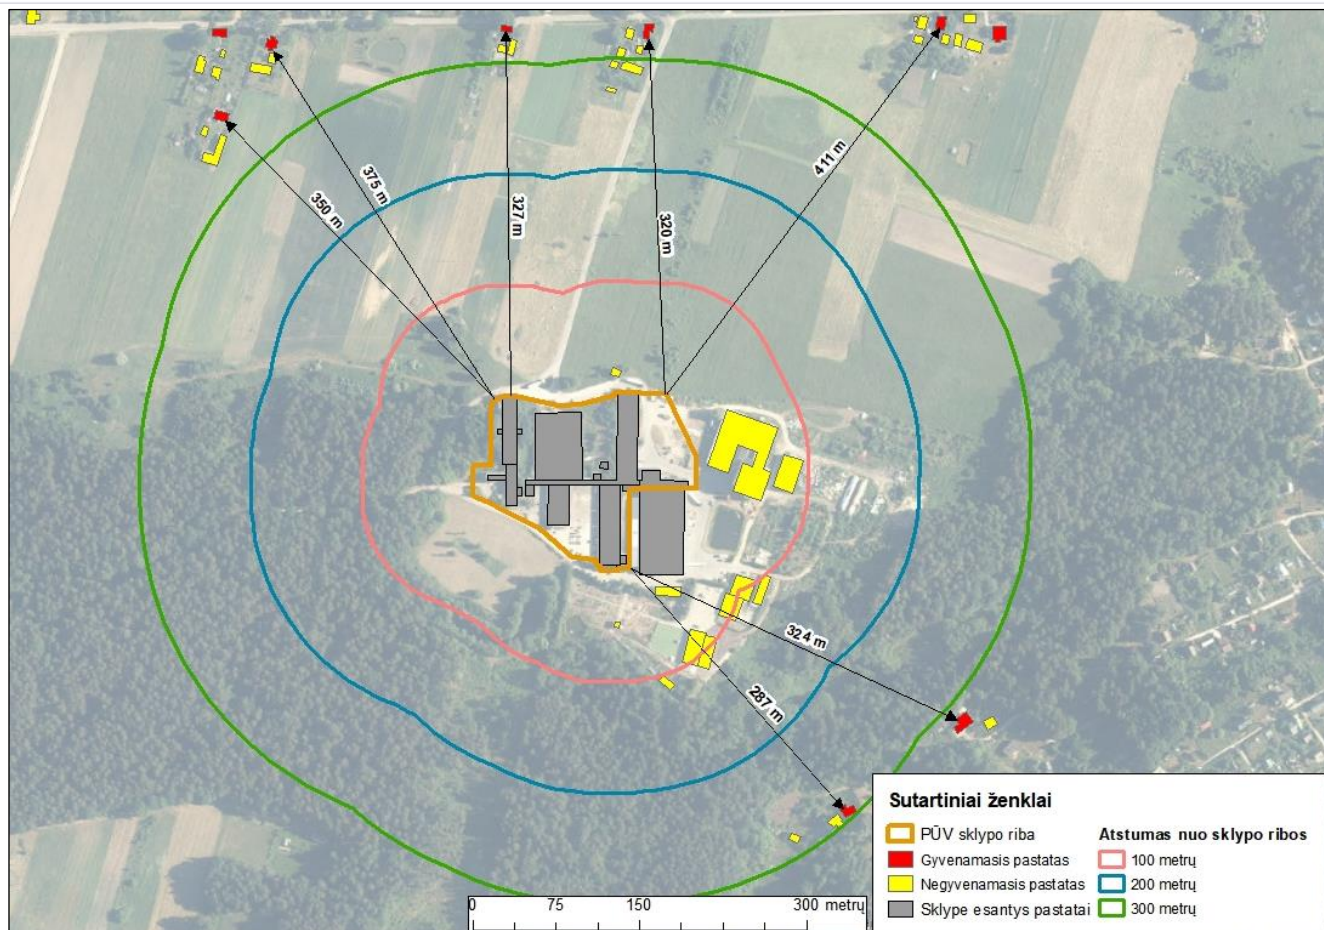 350 m
375 m
327 m
320 m
411 m
324 m
287 m
Sutartiniai ženklai
PŪV sklypo riba
Gyvenamasis pastatas
Negyvenamasis pastatas
Sklype esantys pastatai
Atstumas nuo sklypo ribos
100 metrų
200 metrų
300 metrų
0 75 150 300 metrų